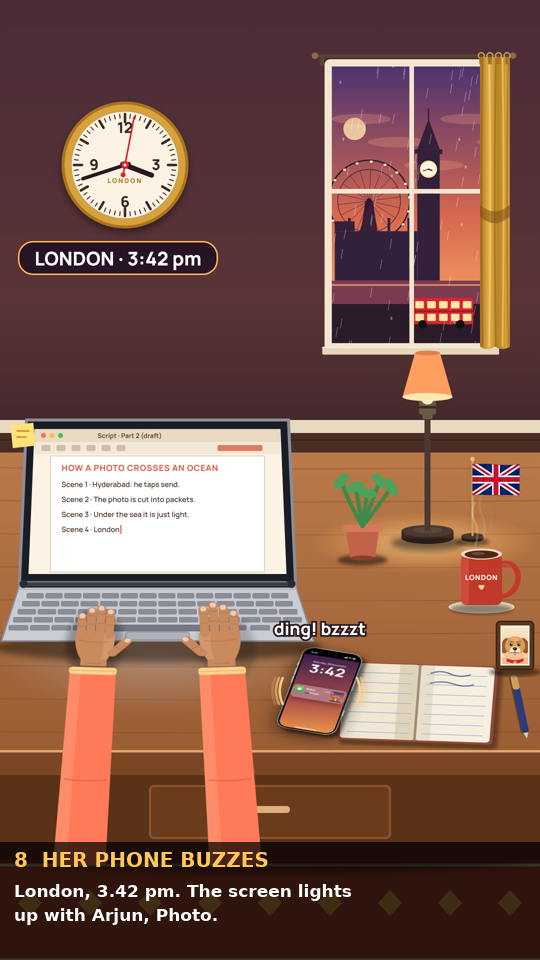 12
9
3
LONDON
6
LONDON · 3:42 pm
Script · Part 2 (draft)
HOW A PHOTO CROSSES AN OCEAN
Scene 1 · Hyderabad: he taps send.
Scene 2 · The photo is cut into packets.
Scene 3 · Under the sea it is just light.
Scene 4 · London
LONDON
ding! bzzzt
3:42
8 HER PHONE BUZZES
London, 3.42 pm. The screen lights
up with Arjun, Photo.